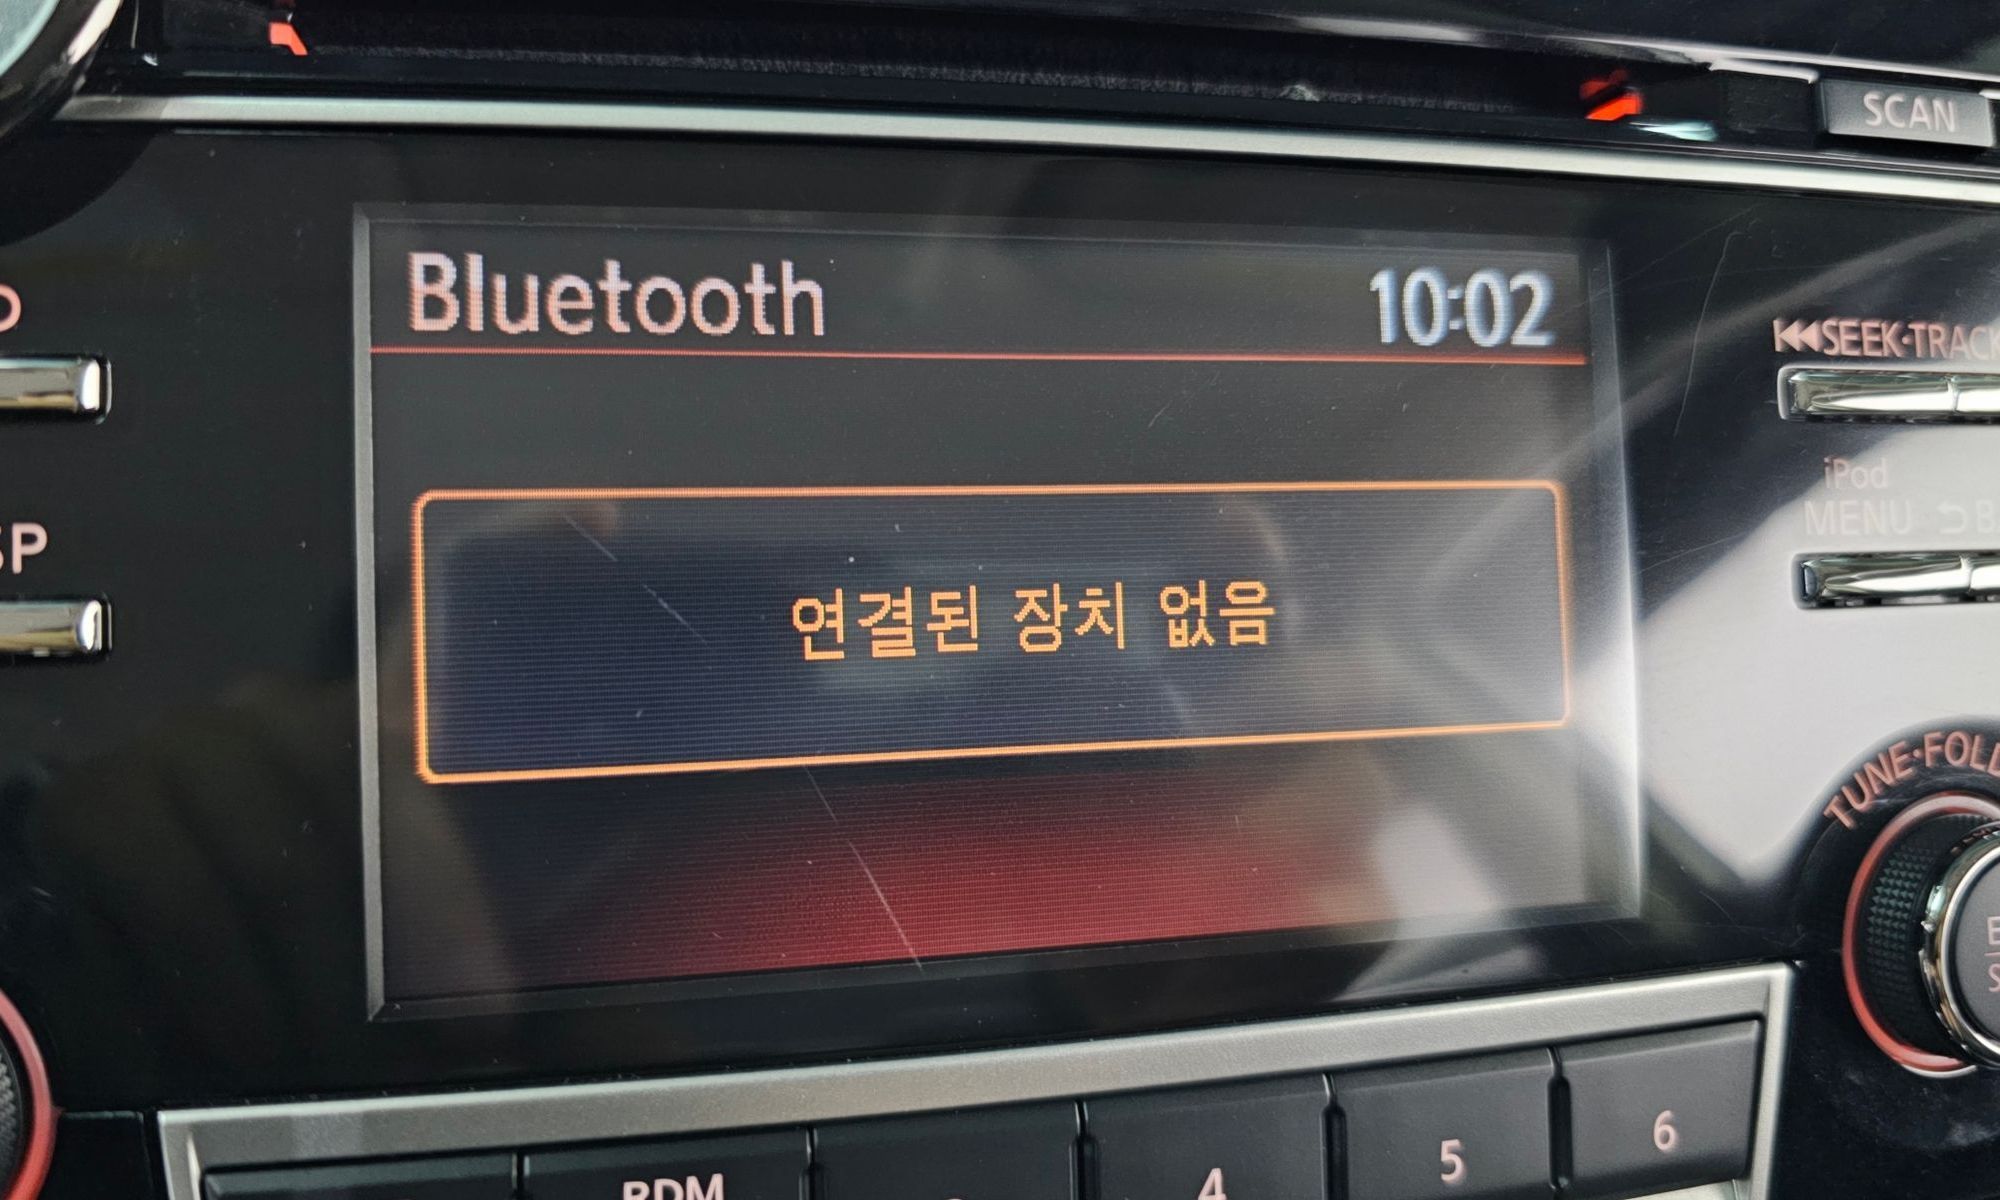 SCAN
Bluetooth 10:02
SEEK·TRACK
iPod
MENU
연결된 장치 없음
TUNE·FOLD
RDM
4 5 6